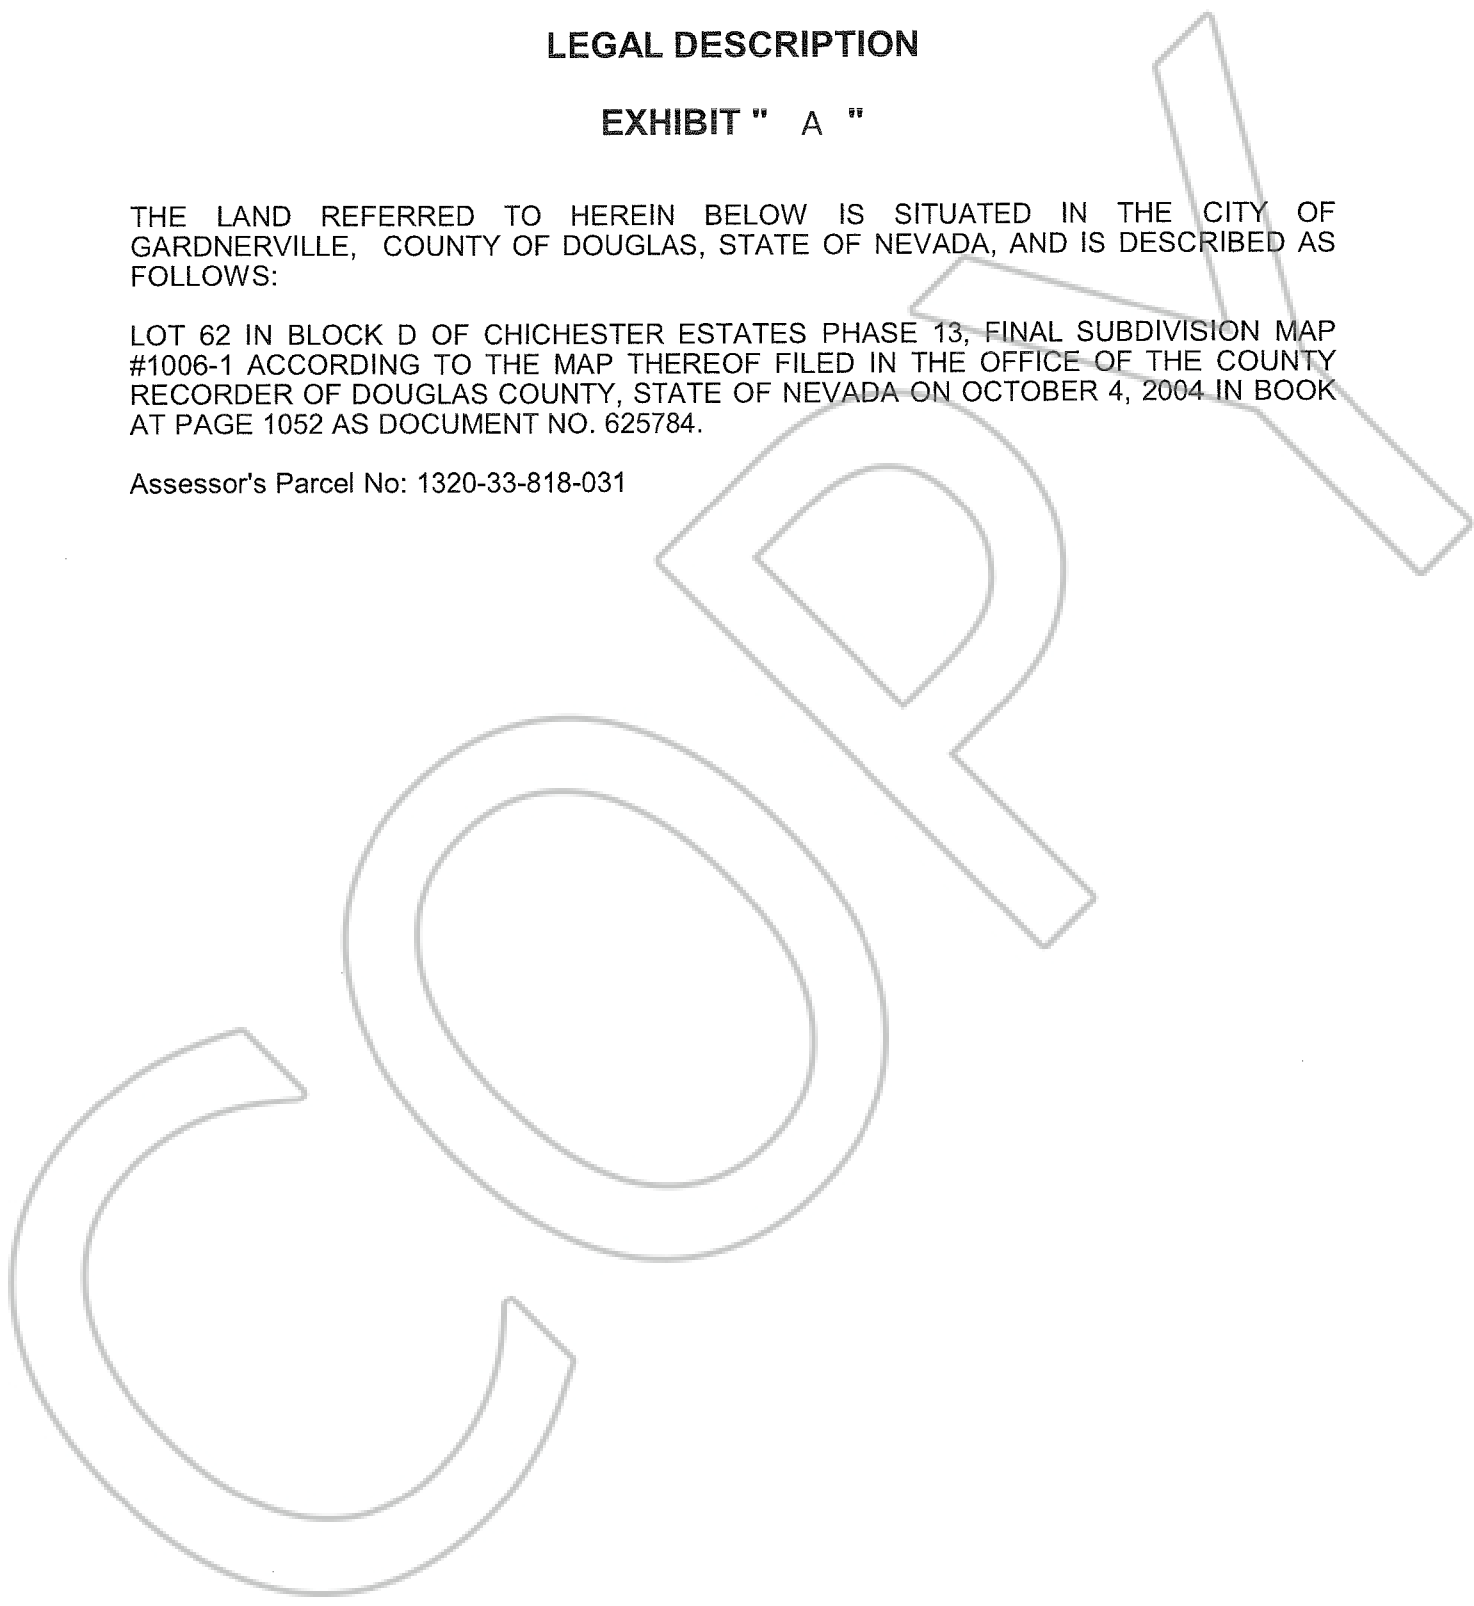 LEGAL DESCRIPTION
EXHIBIT " A "
THE LAND REFERRED TO HEREIN BELOW IS SITUATED IN THE CITY OF
GARDNERVILLE, COUNTY OF DOUGLAS, STATE OF NEVADA, AND IS DESCRIBED AS
FOLLOWS:
LOT 62 IN BLOCK D OF CHICHESTER ESTATES PHASE 13, FINAL SUBDIVISION MAP
#1006-1 ACCORDING TO THE MAP THEREOF FILED IN THE OFFICE OF THE COUNTY
RECORDER OF DOUGLAS COUNTY, STATE OF NEVADA ON OCTOBER 4, 2004 IN BOOK
AT PAGE 1052 AS DOCUMENT NO. 625784.
Assessor's Parcel No: 1320-33-818-031
COPY